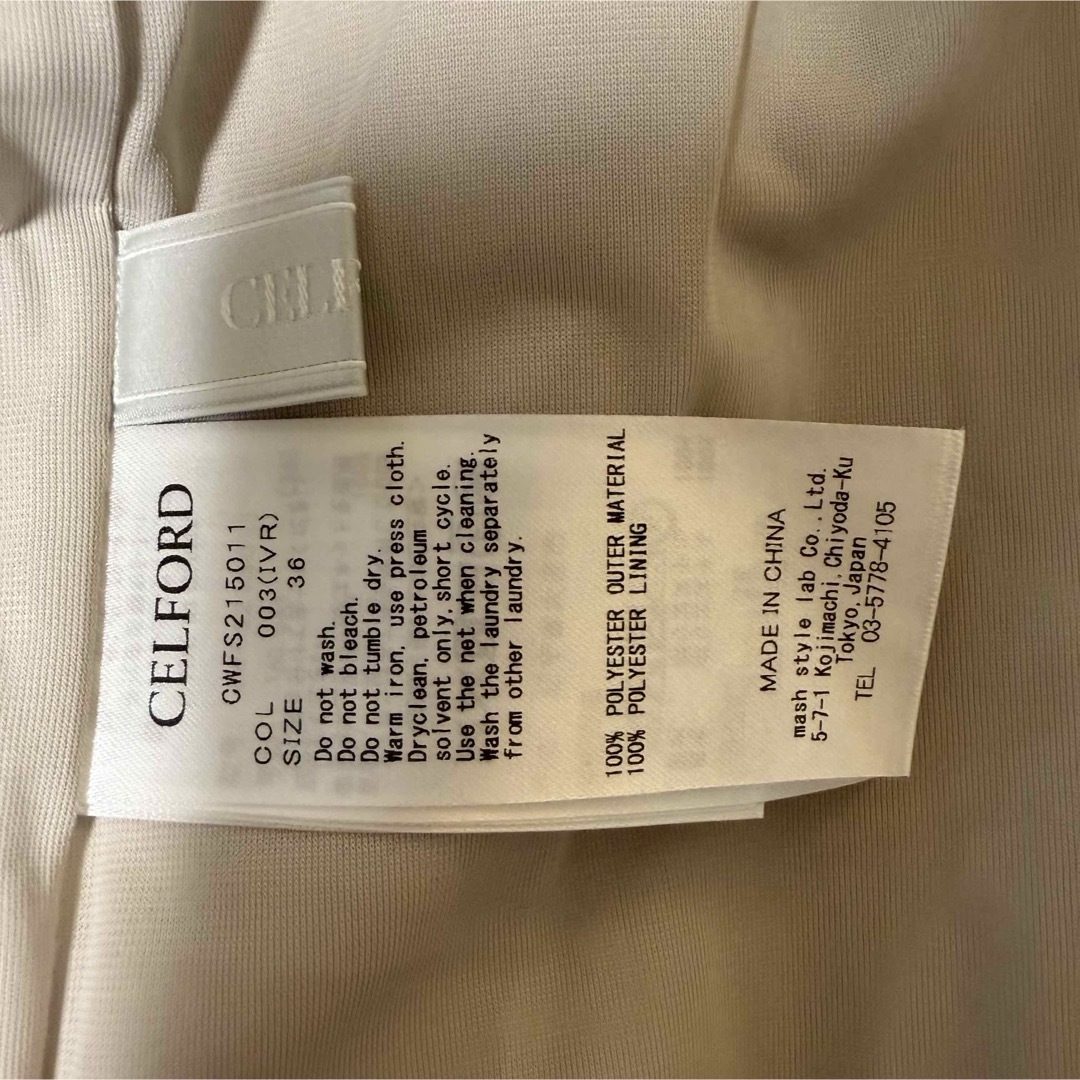 CELFORD
CWFS215011
COL 003(IVR)
SIZE 36
Do not wash.
Do not bleach.
Do not tumble dry.
Warm iron, use press cloth.
Dryclean, petroleum
solvent only, short cycle.
Use the net when cleaning.
Wash the laundry separately
from other laundry.
100% POLYESTER OUTER MATERIAL
100% POLYESTER LINING
MADE IN CHINA
mash style lab Co., Ltd.
5-7-1 Kojimachi, Chiyoda-Ku
Tokyo, Japan
TEL 03-5778-4105